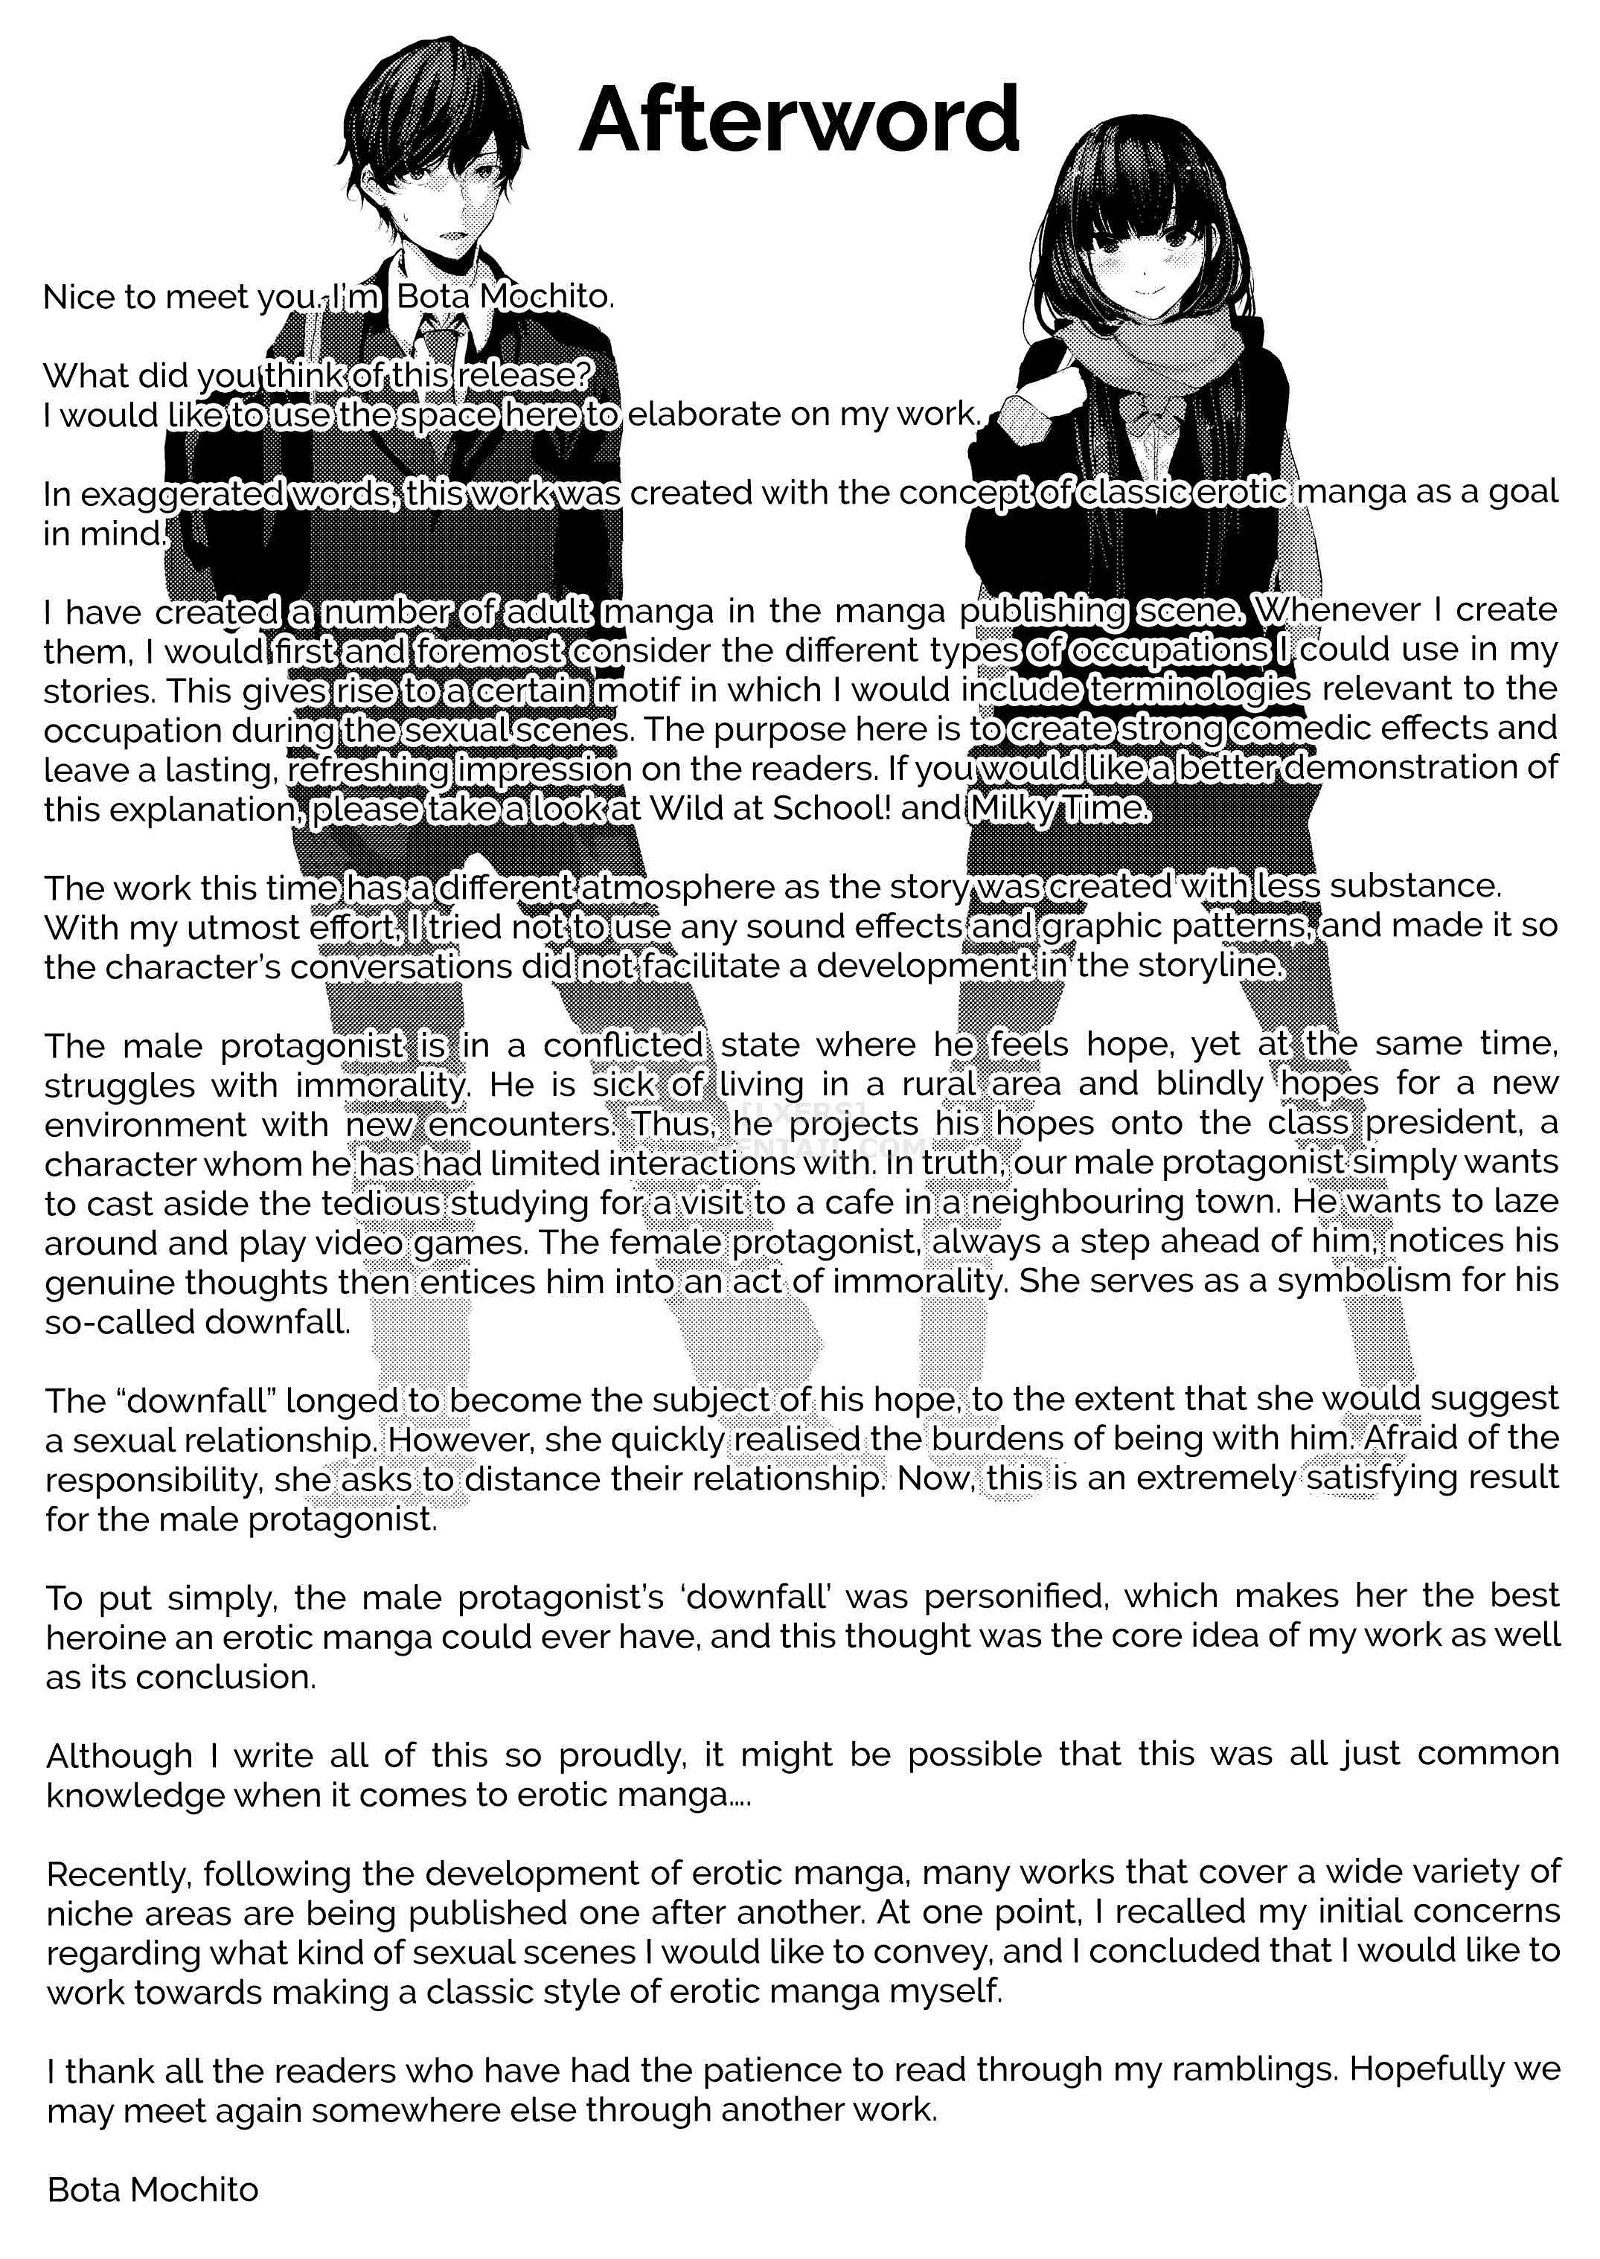 Afterword
Nice to meet you. I'm Bota Mochito.
What did you think of this release?
I would like to use the space here to elaborate on my work.
In exaggerated words, this work was created with the concept of classic erotic manga as a goal
in mind.
I have created a number of adult manga in the manga publishing scene. Whenever I create
them, I would first and foremost consider the different types of occupations I could use in my
stories. This gives rise to a certain motif in which I would include terminologies relevant to the
occupation during the sexual scenes. The purpose here is to create strong comedic effects and
leave a lasting, refreshing impression on the readers. If you would like a better demonstration of
this explanation, please take a look at Wild at School! and Milky Time.
The work this time has a different atmosphere as the story was created with less substance.
With my utmost effort, I tried not to use any sound effects and graphic patterns, and made it so
the character's conversations did not facilitate a development in the storyline.
The male protagonist is in a conflicted state where he feels hope, yet at the same time,
struggles with immorality. He is sick of living in a rural area and blindly hopes for a new
environment with new encounters. Thus, he projects his hopes onto the class president, a
character whom he has had limited interactions with. In truth, our male protagonist simply wants
to cast aside the tedious studying for a visit to a cafe in a neighbouring town. He wants to laze
around and play video games. The female protagonist, always a step ahead of him, notices his
genuine thoughts then entices him into an act of immorality. She serves as a symbolism for his
so-called downfall.
The “downfall” longed to become the subject of his hope, to the extent that she would suggest
a sexual relationship. However, she quickly realised the burdens of being with him. Afraid of the
responsibility, she asks to distance their relationship. Now, this is an extremely satisfying result
for the male protagonist.
To put simply, the male protagonist's ‘downfall’ was personified, which makes her the best
heroine an erotic manga could ever have, and this thought was the core idea of my work as well
as its conclusion.
Although I write all of this so proudly, it might be possible that this was all just common
knowledge when it comes to erotic manga....
Recently, following the development of erotic manga, many works that cover a wide variety of
niche areas are being published one after another. At one point, I recalled my initial concerns
regarding what kind of sexual scenes I would like to convey, and I concluded that I would like to
work towards making a classic style of erotic manga myself.
I thank all the readers who have had the patience to read through my ramblings. Hopefully we
may meet again somewhere else through another work.
Bota Mochito